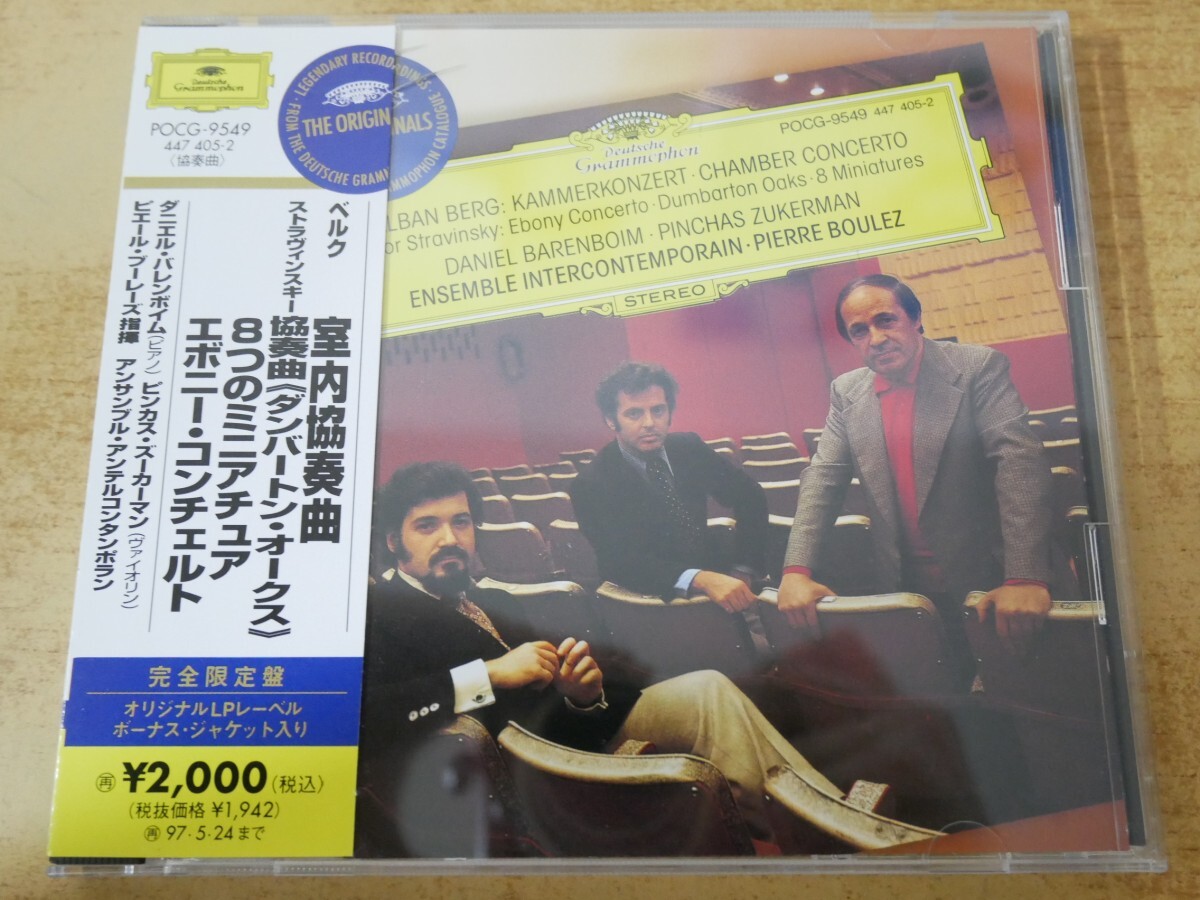 Deutsche
Grammophon
POCG-9549
447 405-2
〈協奏曲〉
LEGENDARY RECORDINGS · FROM THE DEUTSCHE GRAMMOPHON CATALOGUE ·
THE ORIGINALS
ベルク
室内協奏曲
ストラヴィンスキー
協奏曲《ダンバートン・オークス》
8つのミニアチュア
エボニー・コンチェルト
ダニエル・バレンボイム(ピアノ) ピンカス・ズーカーマン(ヴァイオリン)
ピエール・ブーレーズ指揮 アンサンブル・アンテルコンタンポラン
完全限定盤
オリジナルLPレーベル
ボーナス・ジャケット入り
再 ¥2,000(税込)
(税抜価格 ¥1,942)
再 97・5・24まで
POCG-9549 447 405-2
Deutsche
Grammophon
ALBAN BERG: KAMMERKONZERT · CHAMBER CONCERTO
or Stravinsky: Ebony Concerto · Dumbarton Oaks · 8 Miniatures
DANIEL BARENBOIM · PINCHAS ZUKERMAN
ENSEMBLE INTERCONTEMPORAIN · PIERRE BOULEZ
STEREO